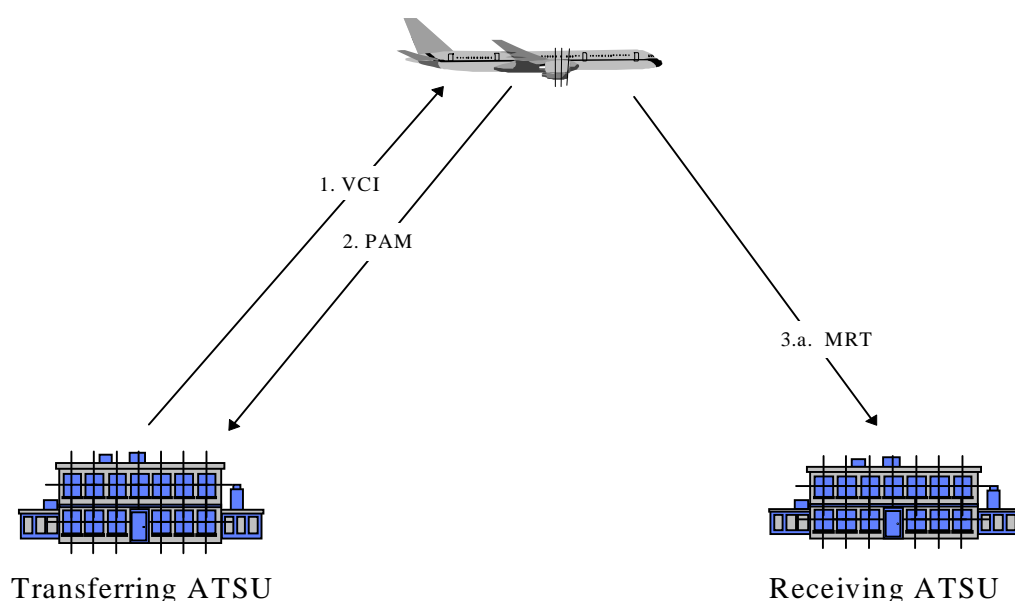 1. VCI
2. PAM
3.a. MRT
Transferring ATSU
Receiving ATSU